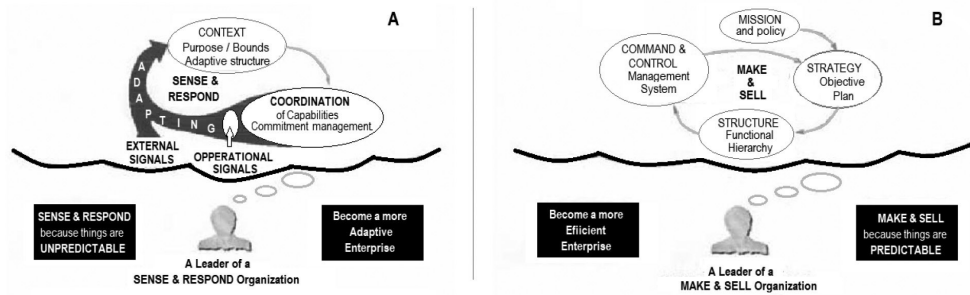 A
CONTEXT
Purpose / Bounds
Adaptive structure
SENSE &
RESPOND
ADAPTING
COORDINATION
of Capabilities
Commitment management.
EXTERNAL
SIGNALS
OPPERATIONAL
SIGNALS
SENSE & RESPOND
because things are
UNPREDICTABLE
Become a more
Adaptive
Enterprise
A Leader of a
SENSE & RESPOND Organization
B
MISSION
and policy
COMMAND &
CONTROL
Management
System
MAKE
&
SELL
STRATEGY
Objective
Plan
STRUCTURE
Functional
Hierarchy
Become a more
Efiicient
Enterprise
MAKE & SELL
because things are
PREDICTABLE
A Leader of a
MAKE & SELL Organization